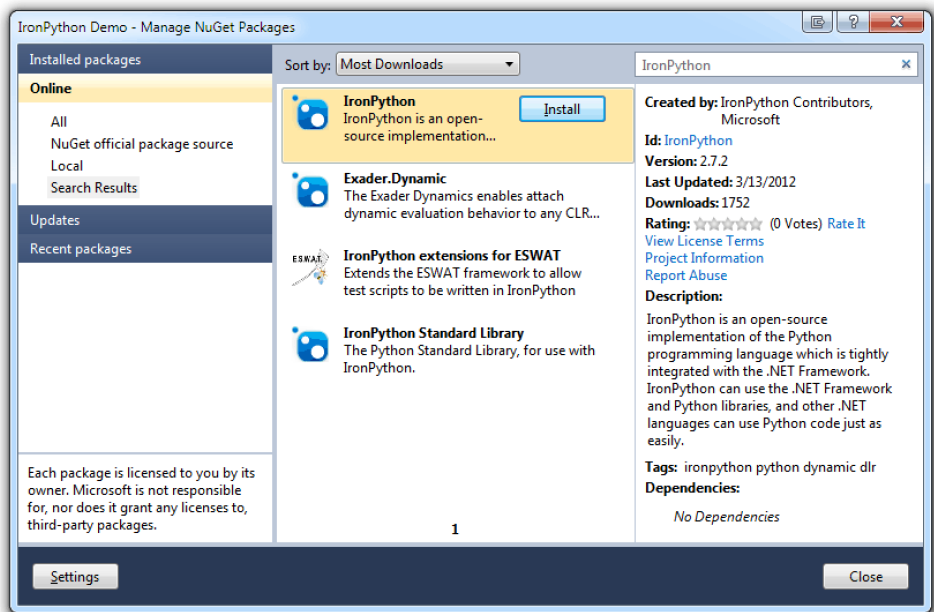 IronPython Demo - Manage NuGet Packages
Installed packages
Online
All
NuGet official package source
Local
Search Results
Updates
Recent packages
Each package is licensed to you by its
owner. Microsoft is not responsible
for, nor does it grant any licenses to,
third-party packages.
Sort by: Most Downloads
IronPython
Install
IronPython is an open-
source implementation...
Exader.Dynamic
The Exader Dynamics enables attach
dynamic evaluation behavior to any CLR...
ESWAT
IronPython extensions for ESWAT
Extends the ESWAT framework to allow
test scripts to be written in IronPython
IronPython Standard Library
The Python Standard Library, for use with
IronPython.
1
IronPython
Created by: IronPython Contributors,
Microsoft
Id: IronPython
Version: 2.7.2
Last Updated: 3/13/2012
Downloads: 1752
Rating: (0 Votes) Rate It
View License Terms
Project Information
Report Abuse
Description:
IronPython is an open-source
implementation of the Python
programming language which is tightly
integrated with the .NET Framework.
IronPython can use the .NET Framework
and Python libraries, and other .NET
languages can use Python code just as
easily.
Tags: ironpython python dynamic dlr
Dependencies:
No Dependencies
Settings
Close